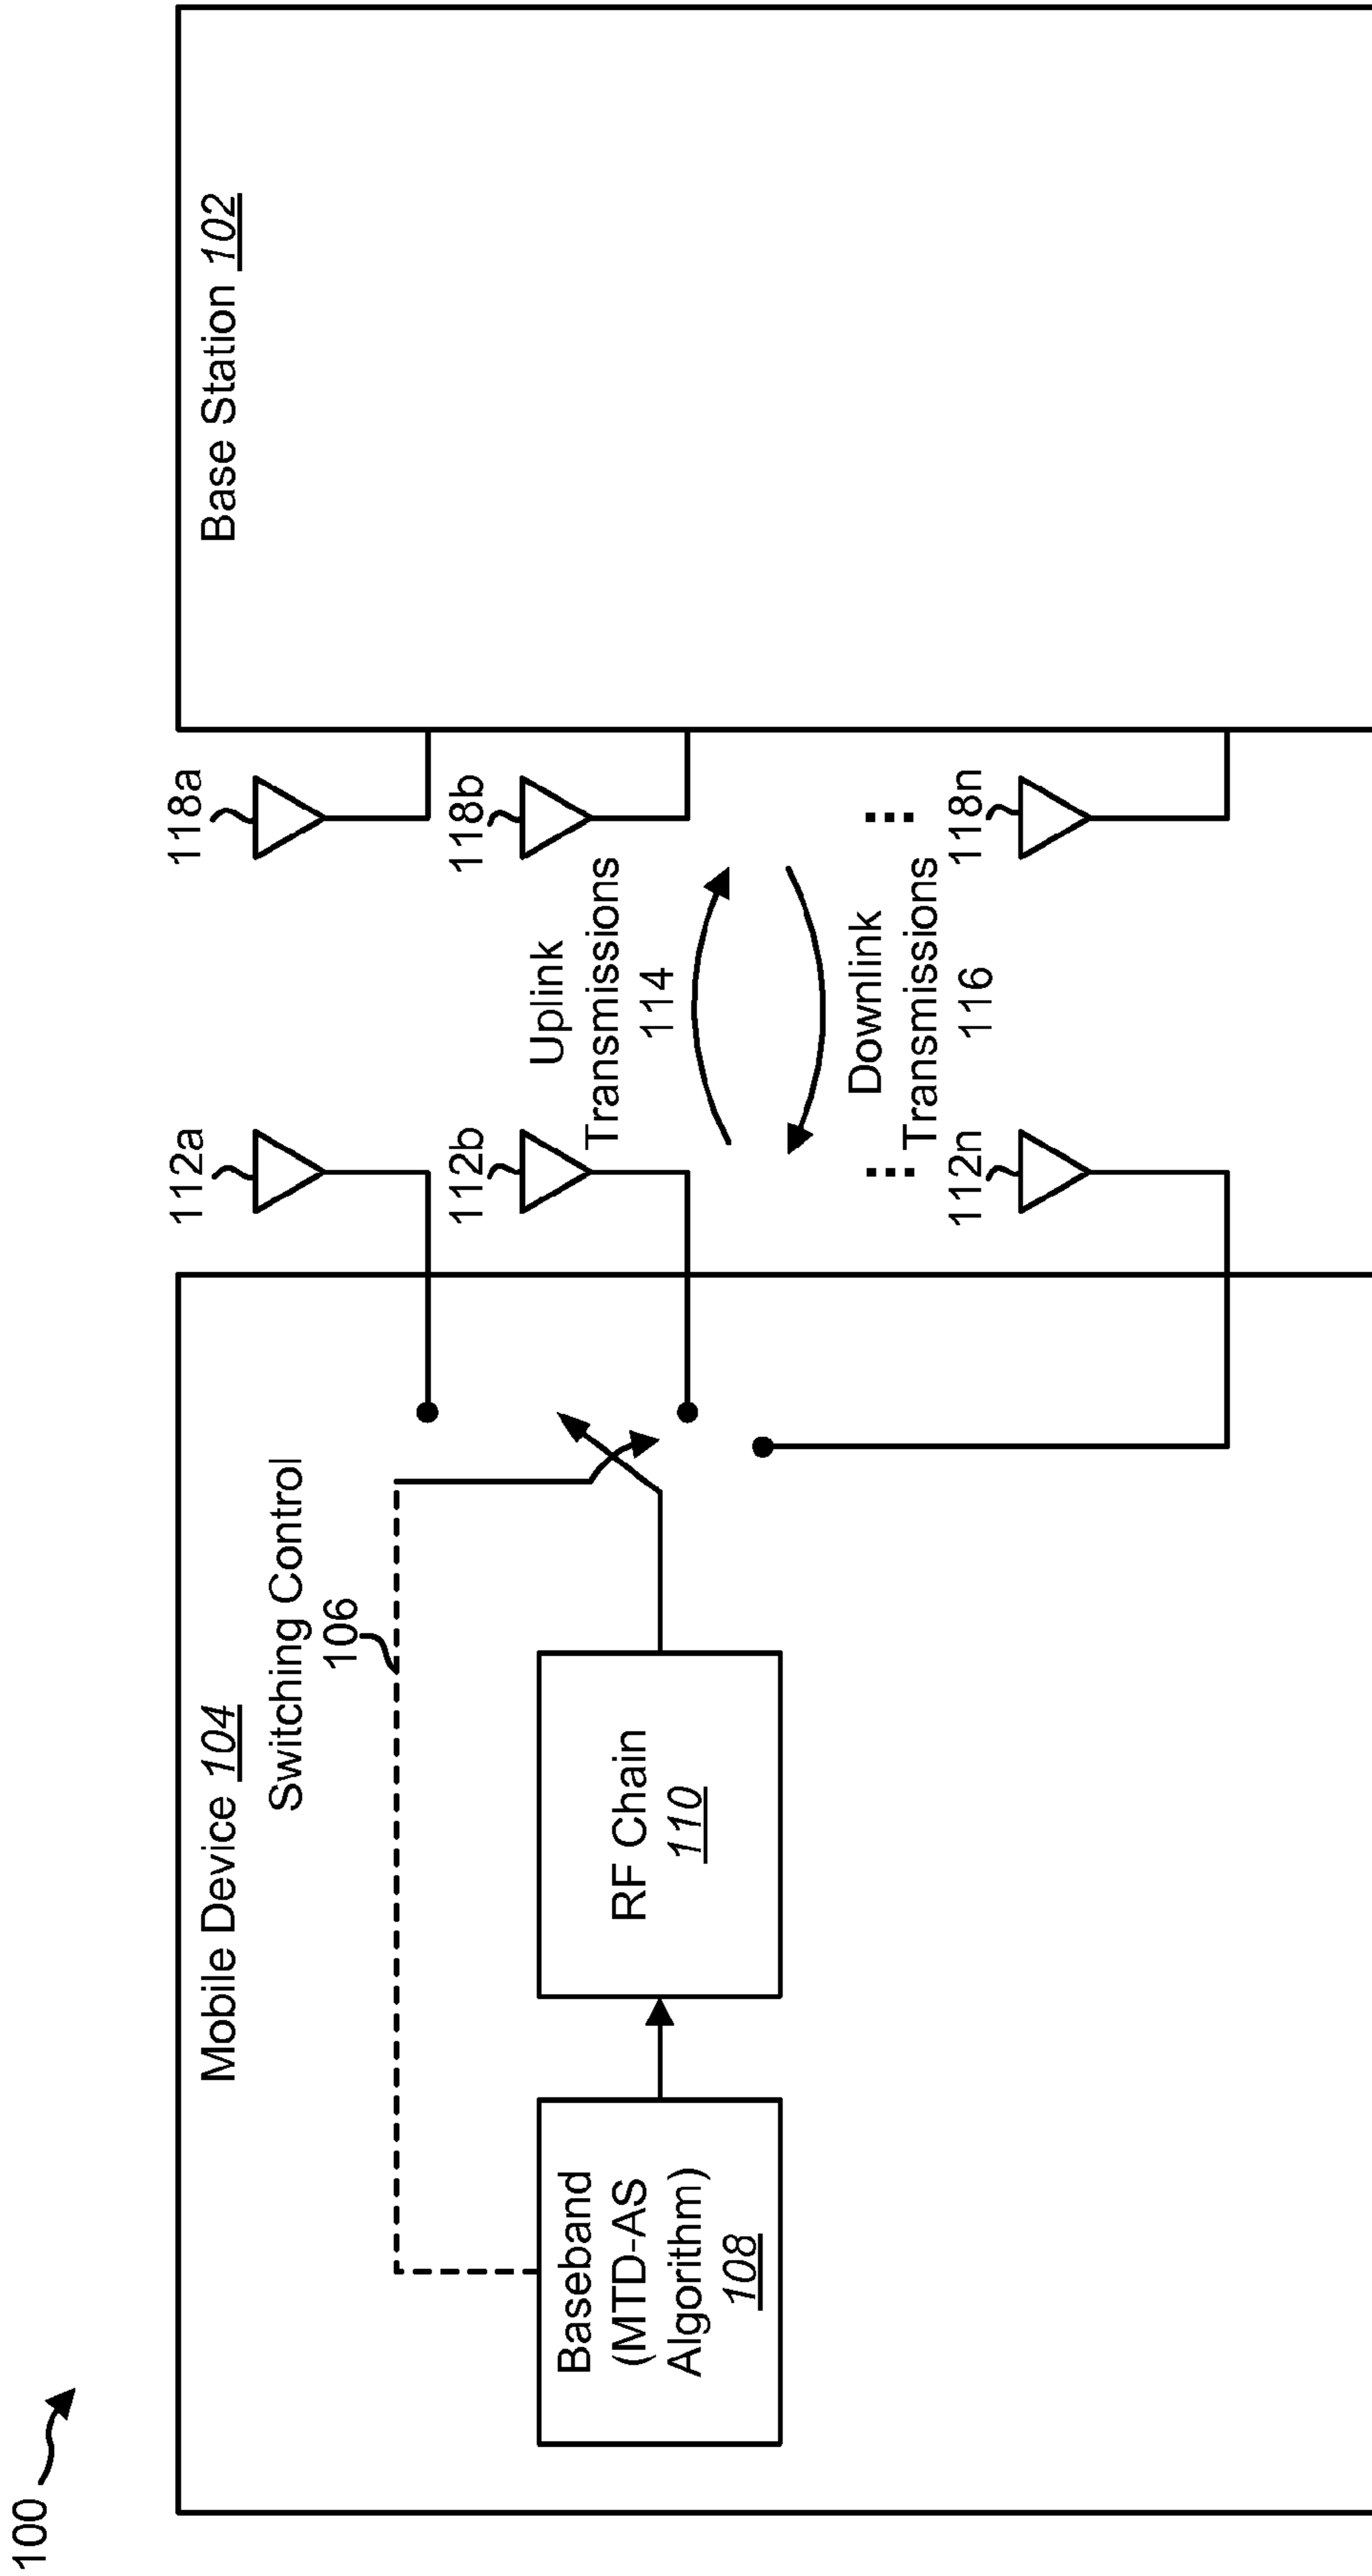 100
Mobile Device 104
Base Station 102
Switching Control
106
Baseband
(MTD-AS
Algorithm)
108
RF Chain
110
112a
112b
112n
Uplink
Transmissions
114
Downlink
Transmissions
116
118a
118b
118n